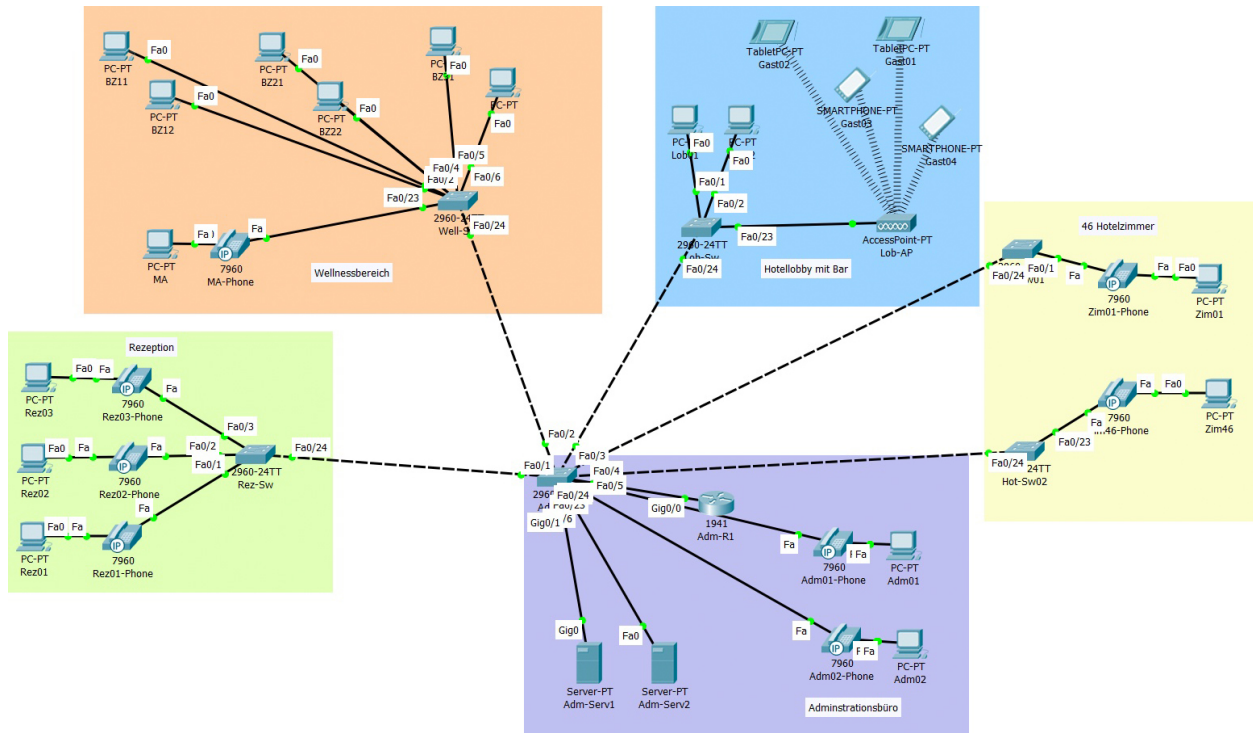 Fa0
PC-PT
BZ11
Fa0
PC-PT
BZ12
Fa0
PC-PT
BZ21
Fa0
PC-PT
BZ22
PC-PT
Fa0
Fa0
Fa0/4
Fa0/5
Fa0/6
Fa0/23
2960-24TT
Fa0/24
Fa
PC-PT
MA
Fa
7960
MA-Phone
Wellnessbereich
TabletPC-PT
Gast02
TabletPC-PT
Gast01
SMARTPHONE-PT
Gast03
SMARTPHONE-PT
Gast04
Fa0
Fa0
Fa0/1
Fa0/2
Fa0/23
Fa0/24
AccessPoint-PT
Lob-AP
Hotellobby mit Bar
46 Hotelzimmer
Fa0/24
Fa0/1
Fa
7960
Zim01-Phone
Fa
Fa0
PC-PT
Zim01
Fa
Fa0
7960
PC-PT
Zim46
Fa
Fa0/23
Fa0/24
Hot-Sw02
Rezeption
Fa0
Fa
PC-PT
Rez03
7960
Rez03-Phone
Fa
Fa0/3
Fa0
Fa
PC-PT
Rez02
7960
Rez02-Phone
Fa
Fa0/2
Fa0/1
Fa0/24
2960-24TT
Rez-Sw
Fa0
Fa
PC-PT
Rez01
7960
Rez01-Phone
Fa
Fa0/1
Fa0/2
Fa0/3
Fa0/4
Fa0/5
Fa0/24
Gig0/1
Gig0/0
1941
Adm-R1
Fa
7960
Adm01-Phone
Fa
PC-PT
Adm01
Fa
7960
Adm02-Phone
Fa
PC-PT
Adm02
Gig0
Server-PT
Adm-Serv1
Fa0
Server-PT
Adm-Serv2
Adminstrationsbüro